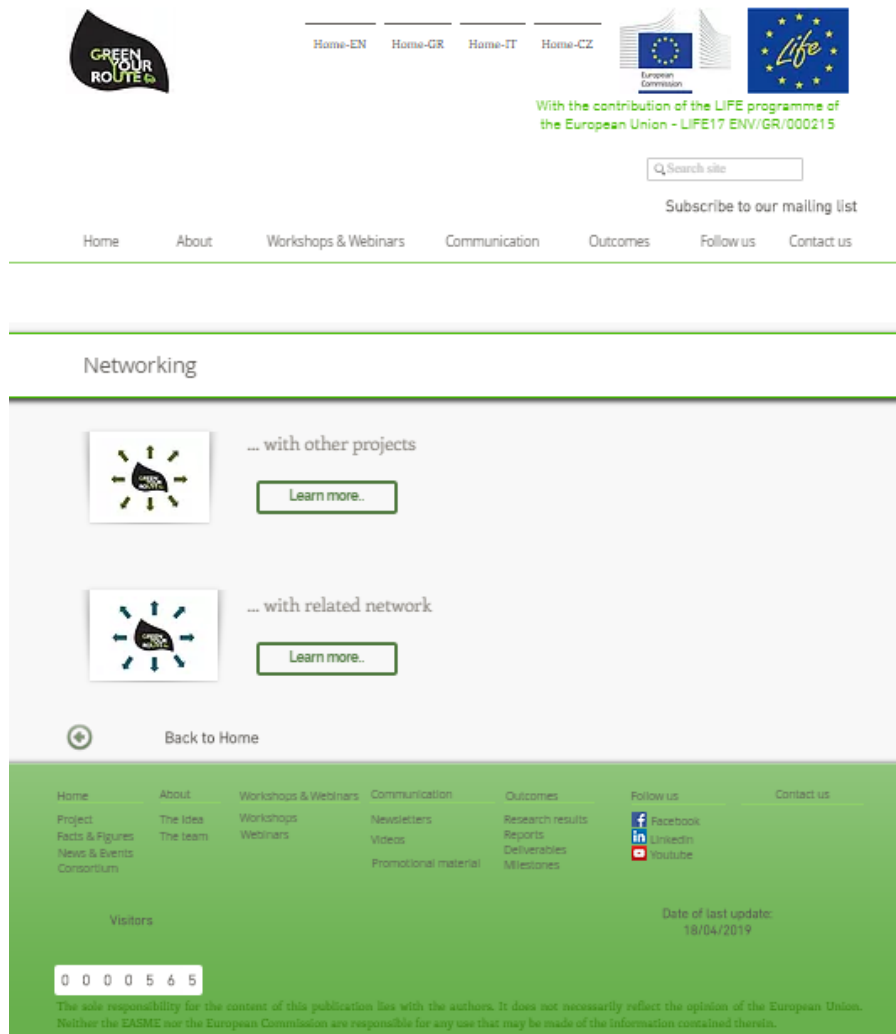 GREEN
YOUR
ROUTE
Home-EN Home-GR Home-IT Home-CZ
European
Commission
Life
With the contribution of the LIFE programme of
the European Union - LIFE17 ENV/GR/000215
Search site
Subscribe to our mailing list
Home About Workshops & Webinars Communication Outcomes Follow us Contact us
Networking
... with other projects
GREEN
YOUR
ROUTE
Learn more..
... with related network
GREEN
YOUR
ROUTE
Learn more..
Back to Home
Home About Workshops & Webinars Communication Outcomes Follow us Contact us
Project The Idea Workshops Newsletters Research results Facebook
Facts & Figures The team Webinars Videos Reports LinkedIn
News & Events Deliverables Youtube
Consortium Promotional material Milestones
Visitors
Date of last update:
18/04/2019
0 0 0 0 5 6 5
The sole responsibility for the content of this publication lies with the authors. It does not necessarily reflect the opinion of the European Union.
Neither the EASME nor the European Commission are responsible for any use that may be made of the information contained therein.